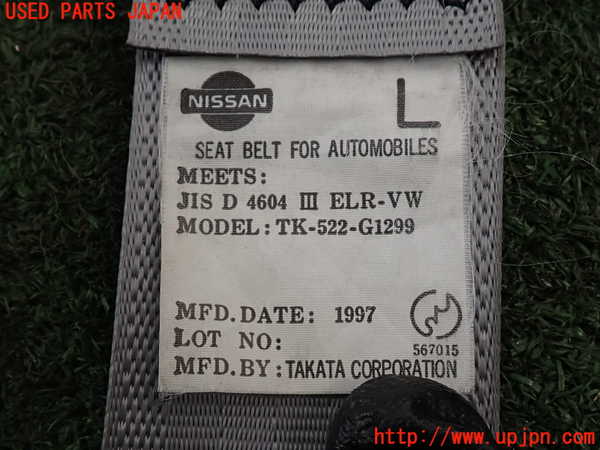 USED PARTS JAPAN
NISSAN
L
SEAT BELT FOR AUTOMOBILES
MEETS:
JIS D 4604 III ELR-VW
MODEL: TK-522-G1299
MFD. DATE: 1997
LOT NO:
567015
MFD. BY: TAKATA CORPORATION
http://www.upjpn.com/